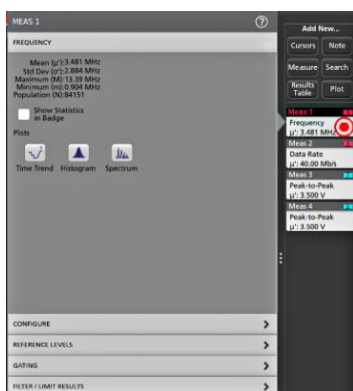 MEAS 1
?
FREQUENCY
Mean (μ'):3.481 MHz
Std Dev (σ'):2.884 MHz
Maximum (M):13.39 MHz
Minimum (m):0.904 MHz
Population (N):84151
Show Statistics
in Badge
Plots
Time Trend
Histogram
Spectrum
CONFIGURE
REFERENCE LEVELS
GATING
FILTER / LIMIT RESULTS
Add New...
Cursors
Note
Measure
Search
Results
Table
Plot
Meas 1
Frequency
μ': 3.481 MHz
Meas 2
Data Rate
μ': 40.00 Mb/s
Meas 3
Peak-to-Peak
μ': 3.500 V
Meas 4
Peak-to-Peak
μ': 3.500 V